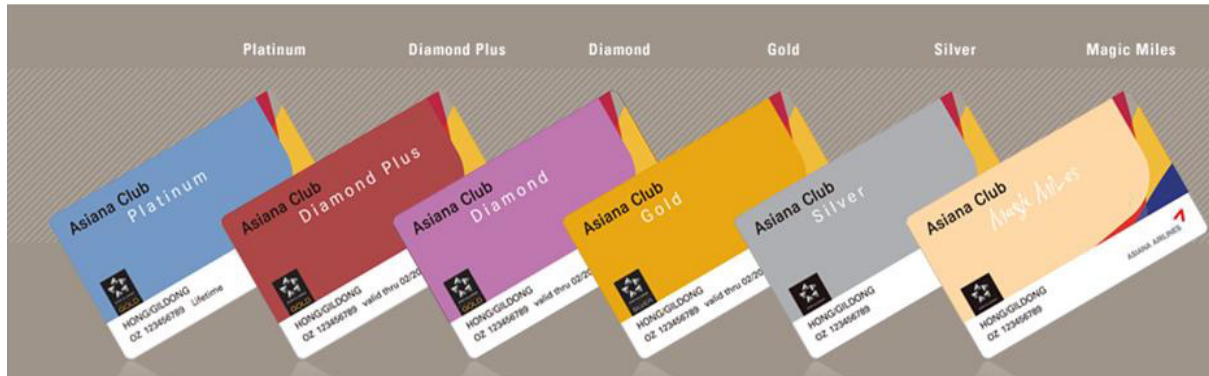 Platinum
Diamond Plus
Diamond
Gold
Silver
Magic Miles
Asiana Club
Platinum
GOLD
HONG/GILDONG
OZ 123456789 Lifetime
Asiana Club
Diamond Plus
GOLD
HONG/GILDONG
OZ 123456789 valid thru 02/20
Asiana Club
Diamond
GOLD
HONG/GILDONG
OZ 123456789 valid thru 02/20
Asiana Club
Gold
SILVER
HONG/GILDONG
OZ 123456789 valid thru 02/20
Asiana Club
Silver
HONG/GILDONG
OZ 123456789
Asiana Club
Magic Miles
HONG/GILDONG
OZ 123456789
ASIANA AIRLINES